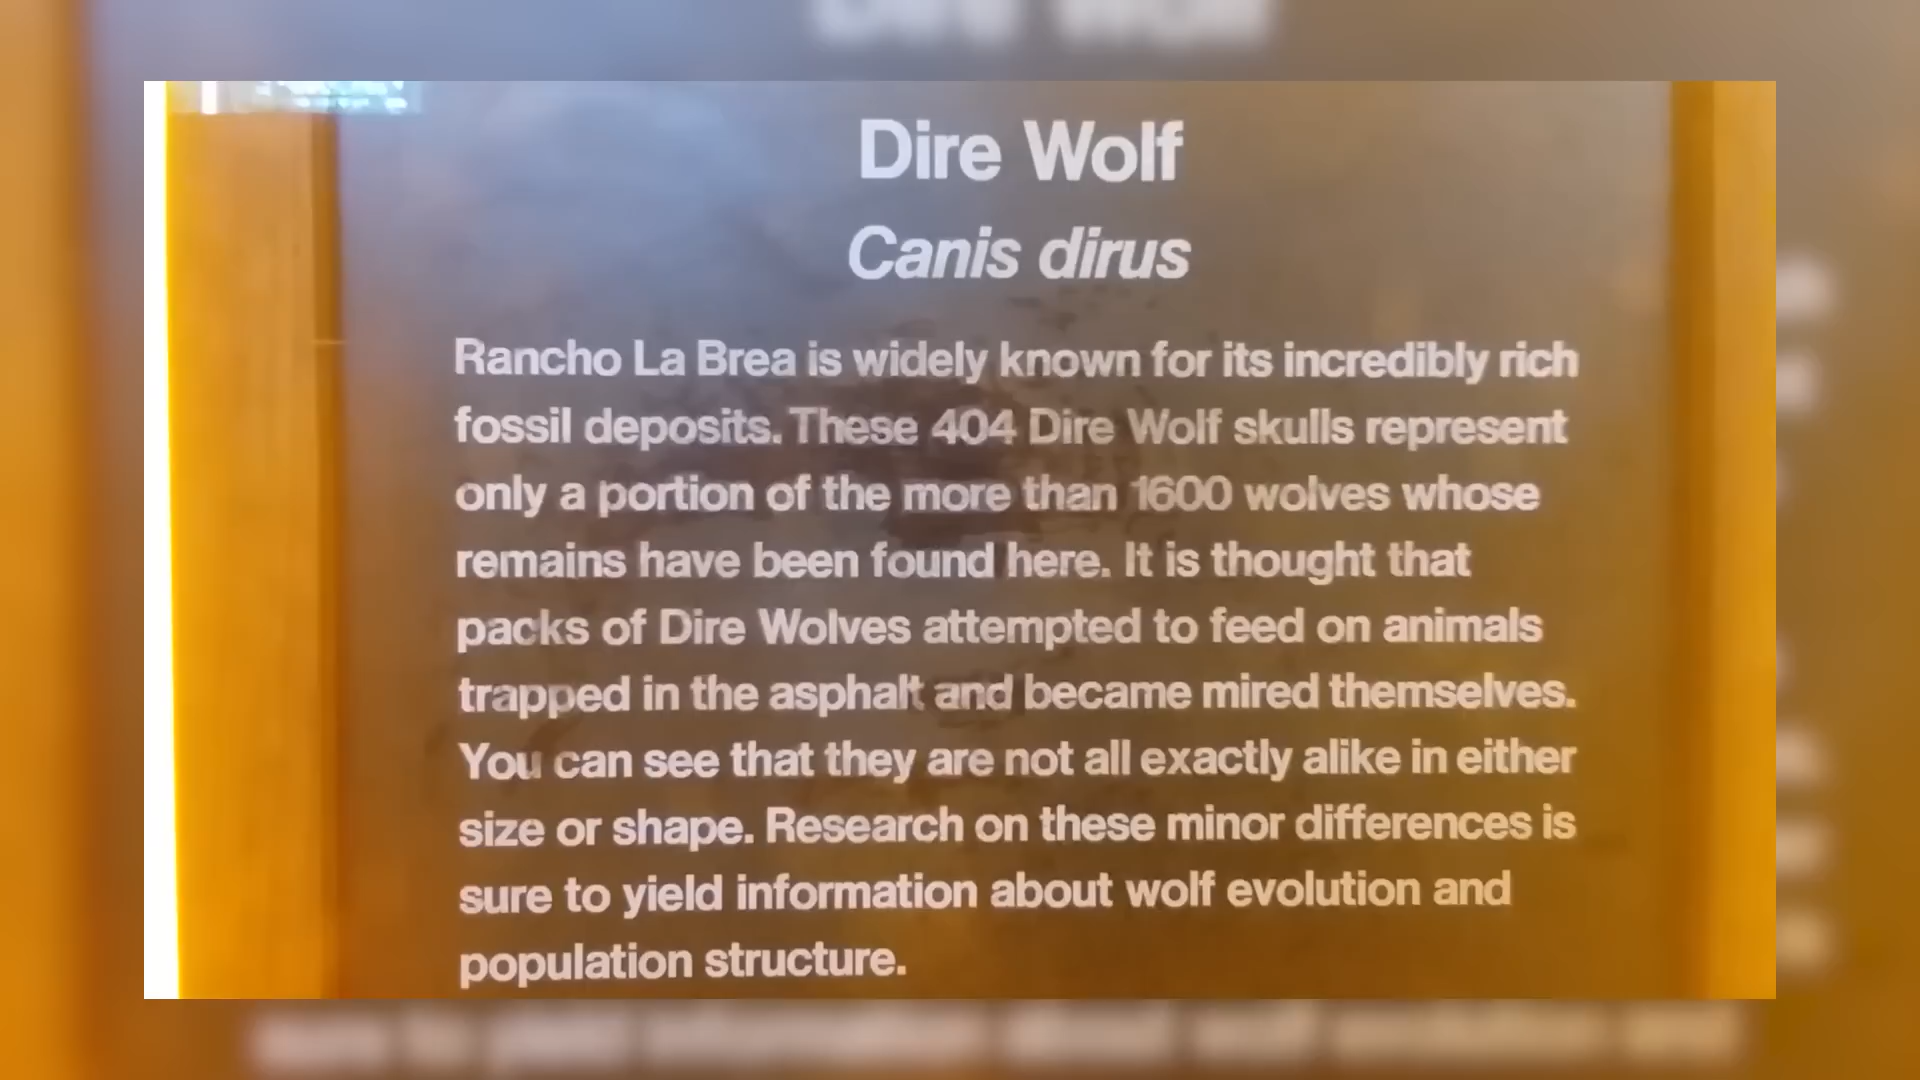 Dire Wolf
Canis dirus
Rancho La Brea is widely known for its incredibly rich
fossil deposits. These 404 Dire Wolf skulls represent
only a portion of the more than 1600 wolves whose
remains have been found here. It is thought that
packs of Dire Wolves attempted to feed on animals
trapped in the asphalt and became mired themselves.
You can see that they are not all exactly alike in either
size or shape. Research on these minor differences is
sure to yield information about wolf evolution and
population structure.